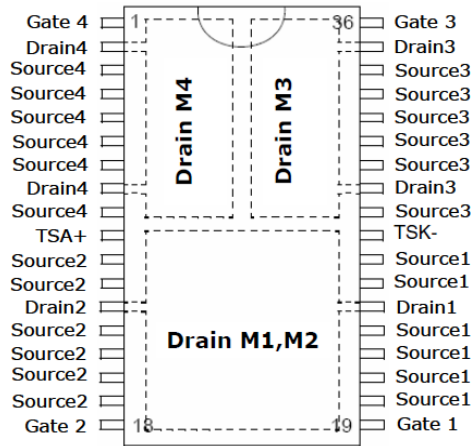 Gate 4 1 36 Gate 3
Drain4 Drain3
Source4 Source3
Source4 Source3
Source4 Source3
Source4 Source3
Source4 Source3
Drain4 Drain3
Source4 Source3
Drain M4 Drain M3
TSA+ TSK-
Source2 Source1
Source2 Source1
Drain2 Drain1
Source2 Source1
Drain M1,M2
Source2 Source1
Source2 Source1
Source2 Source1
Gate 2 18 19 Gate 1